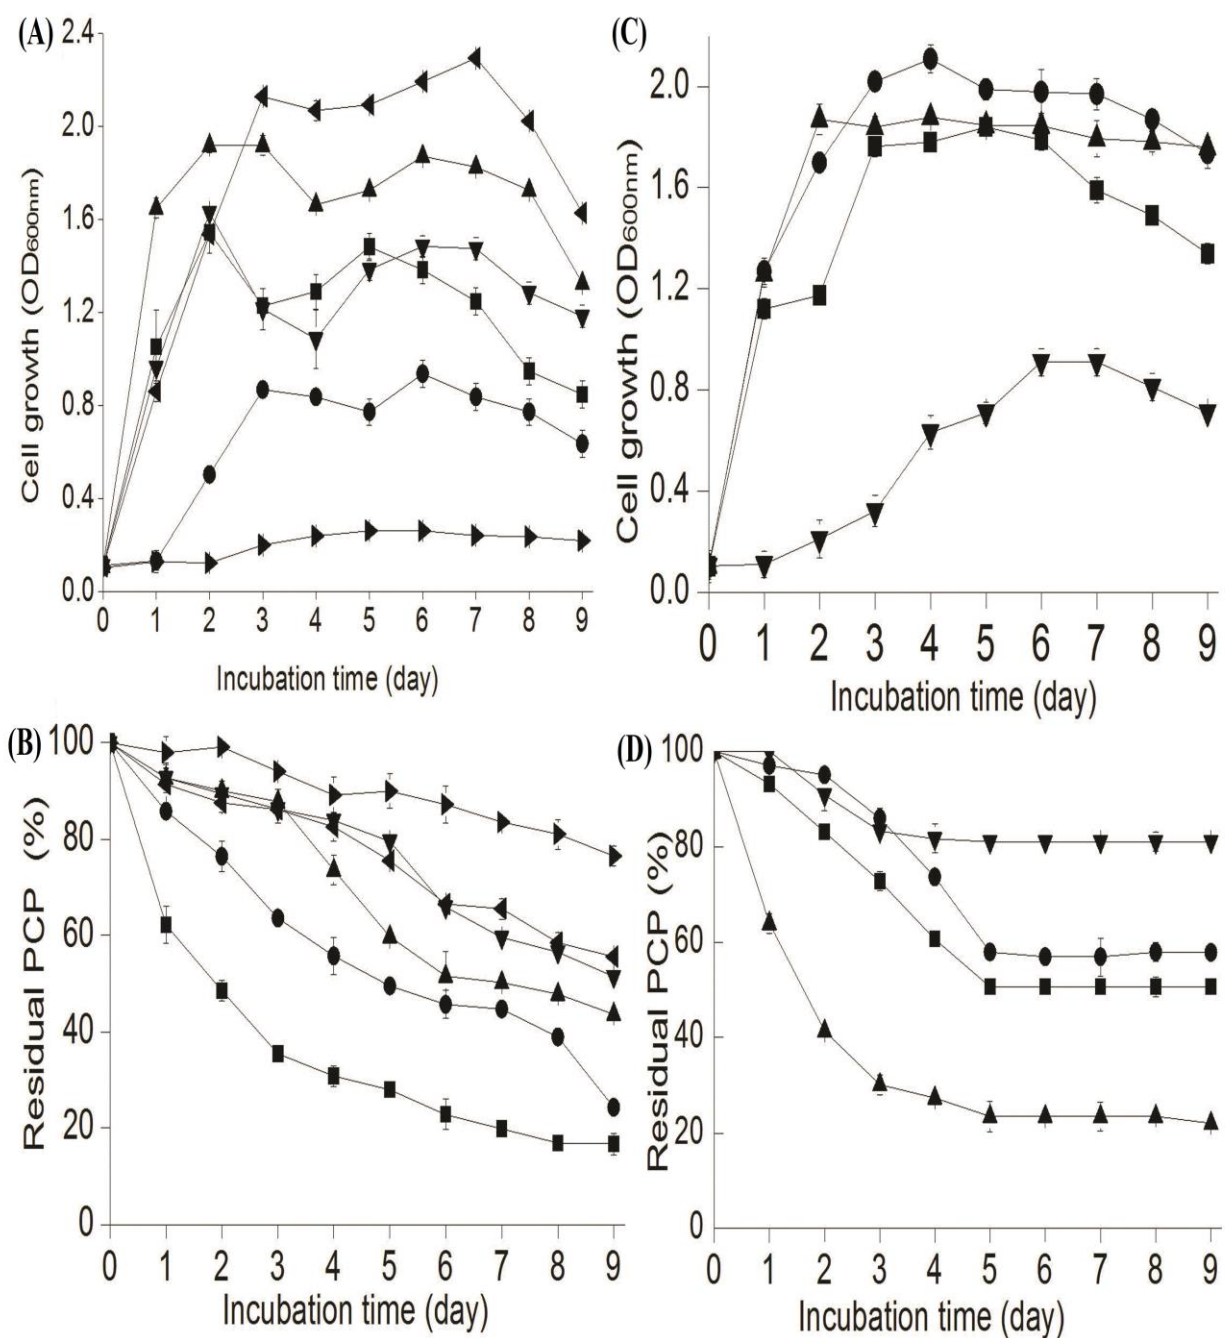 (A)
2.4
2.0
1.6
1.2
0.8
0.4
0.0
Cell growth (OD600nm)
0 1 2 3 4 5 6 7 8 9
Incubation time (day)
(C)
2.0
1.6
1.2
0.8
0.4
0.0
Cell growth (OD600nm)
0 1 2 3 4 5 6 7 8 9
Incubation time (day)
(B)
100
80
60
40
20
0
Residual PCP (%)
0 1 2 3 4 5 6 7 8 9
Incubation time (day)
(D)
100
80
60
40
20
0
Residual PCP (%)
0 1 2 3 4 5 6 7 8 9
Incubation time (day)